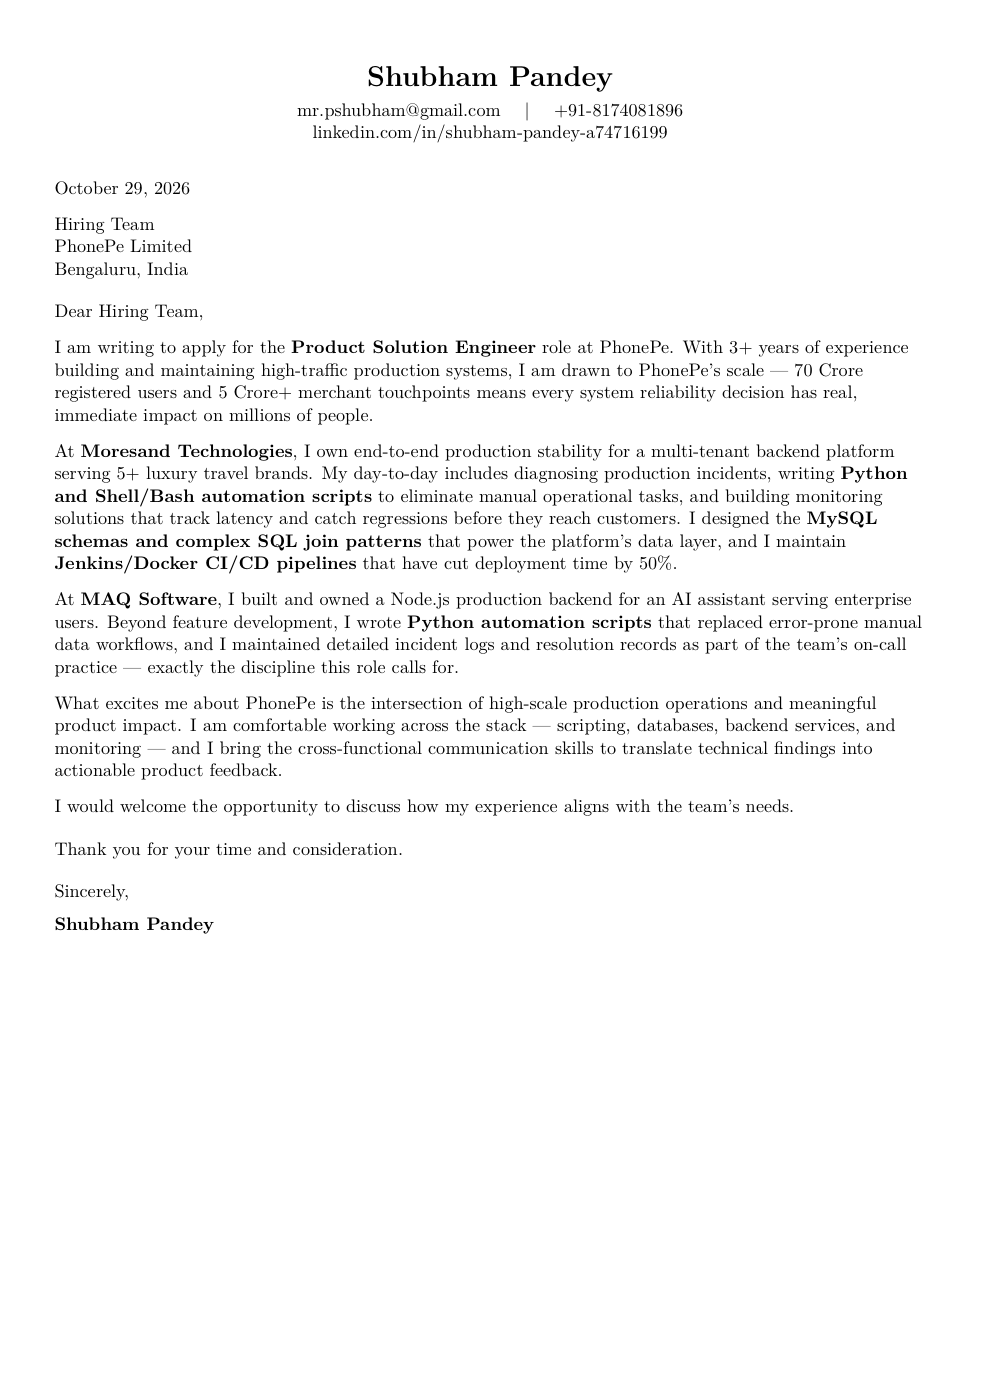 Shubham Pandey
mr.pshubham@gmail.com | +91-8174081896
linkedin.com/in/shubham-pandey-a74716199
October 29, 2026
Hiring Team
PhonePe Limited
Bengaluru, India
Dear Hiring Team,
I am writing to apply for the Product Solution Engineer role at PhonePe. With 3+ years of experience
building and maintaining high-traffic production systems, I am drawn to PhonePe's scale — 70 Crore
registered users and 5 Crore+ merchant touchpoints means every system reliability decision has real,
immediate impact on millions of people.
At Moresand Technologies, I own end-to-end production stability for a multi-tenant backend platform
serving 5+ luxury travel brands. My day-to-day includes diagnosing production incidents, writing Python
and Shell/Bash automation scripts to eliminate manual operational tasks, and building monitoring
solutions that track latency and catch regressions before they reach customers. I designed the MySQL
schemas and complex SQL join patterns that power the platform's data layer, and I maintain
Jenkins/Docker CI/CD pipelines that have cut deployment time by 50%.
At MAQ Software, I built and owned a Node.js production backend for an AI assistant serving enterprise
users. Beyond feature development, I wrote Python automation scripts that replaced error-prone manual
data workflows, and I maintained detailed incident logs and resolution records as part of the team's on-call
practice — exactly the discipline this role calls for.
What excites me about PhonePe is the intersection of high-scale production operations and meaningful
product impact. I am comfortable working across the stack — scripting, databases, backend services, and
monitoring — and I bring the cross-functional communication skills to translate technical findings into
actionable product feedback.
I would welcome the opportunity to discuss how my experience aligns with the team's needs.
Thank you for your time and consideration.
Sincerely,
Shubham Pandey